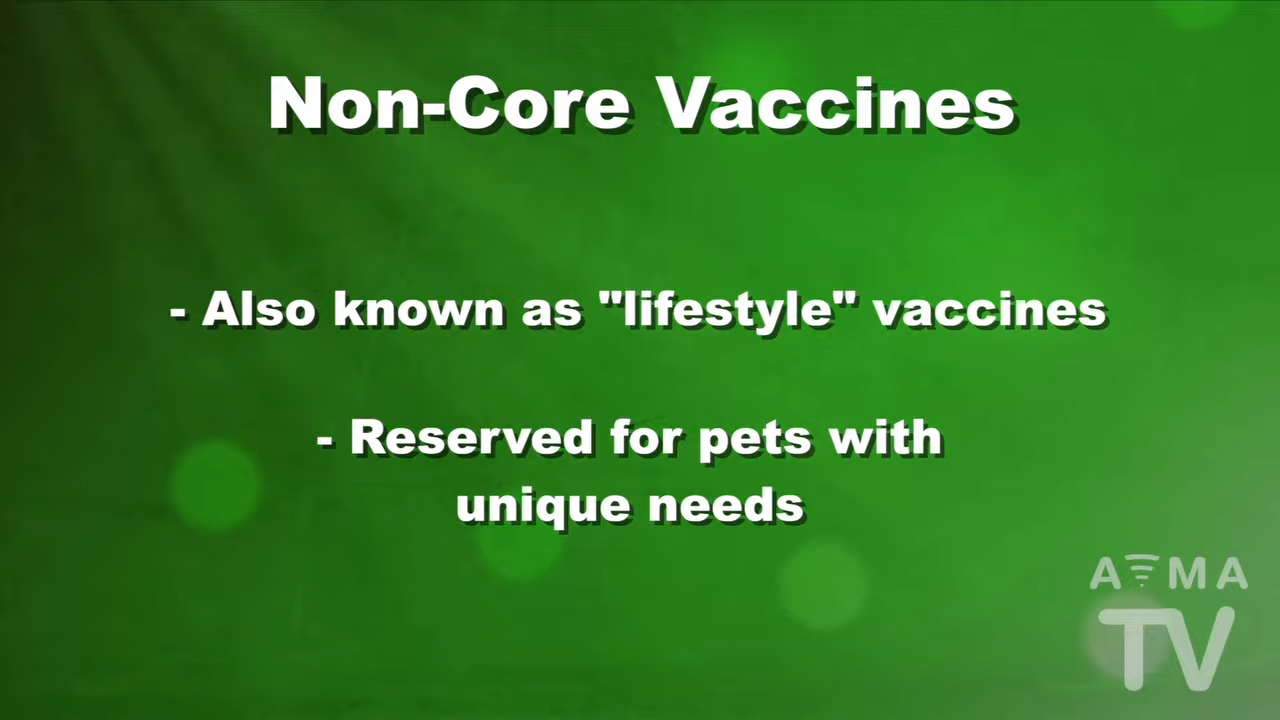 Non-Core Vaccines
- Also known as "lifestyle" vaccines
- Reserved for pets with
unique needs
AVMA
TV